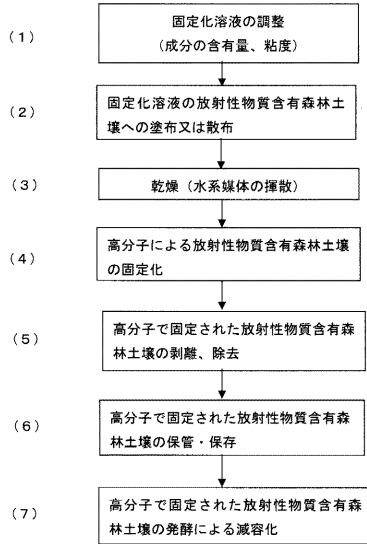 (1)
固定化溶液の調整
(成分の含有量、粘度)
(2)
固定化溶液の放射性物質含有森林土
壌への塗布又は散布
(3)
乾燥(水系媒体の揮散)
(4)
高分子による放射性物質含有森林土壌
の固定化
(5)
高分子で固定された放射性物質含有森
林土壌の剥離、除去
(6)
高分子で固定された放射性物質含有森
林土壌の保管・保存
(7)
高分子で固定された放射性物質含有森
林土壌の発酵による減容化